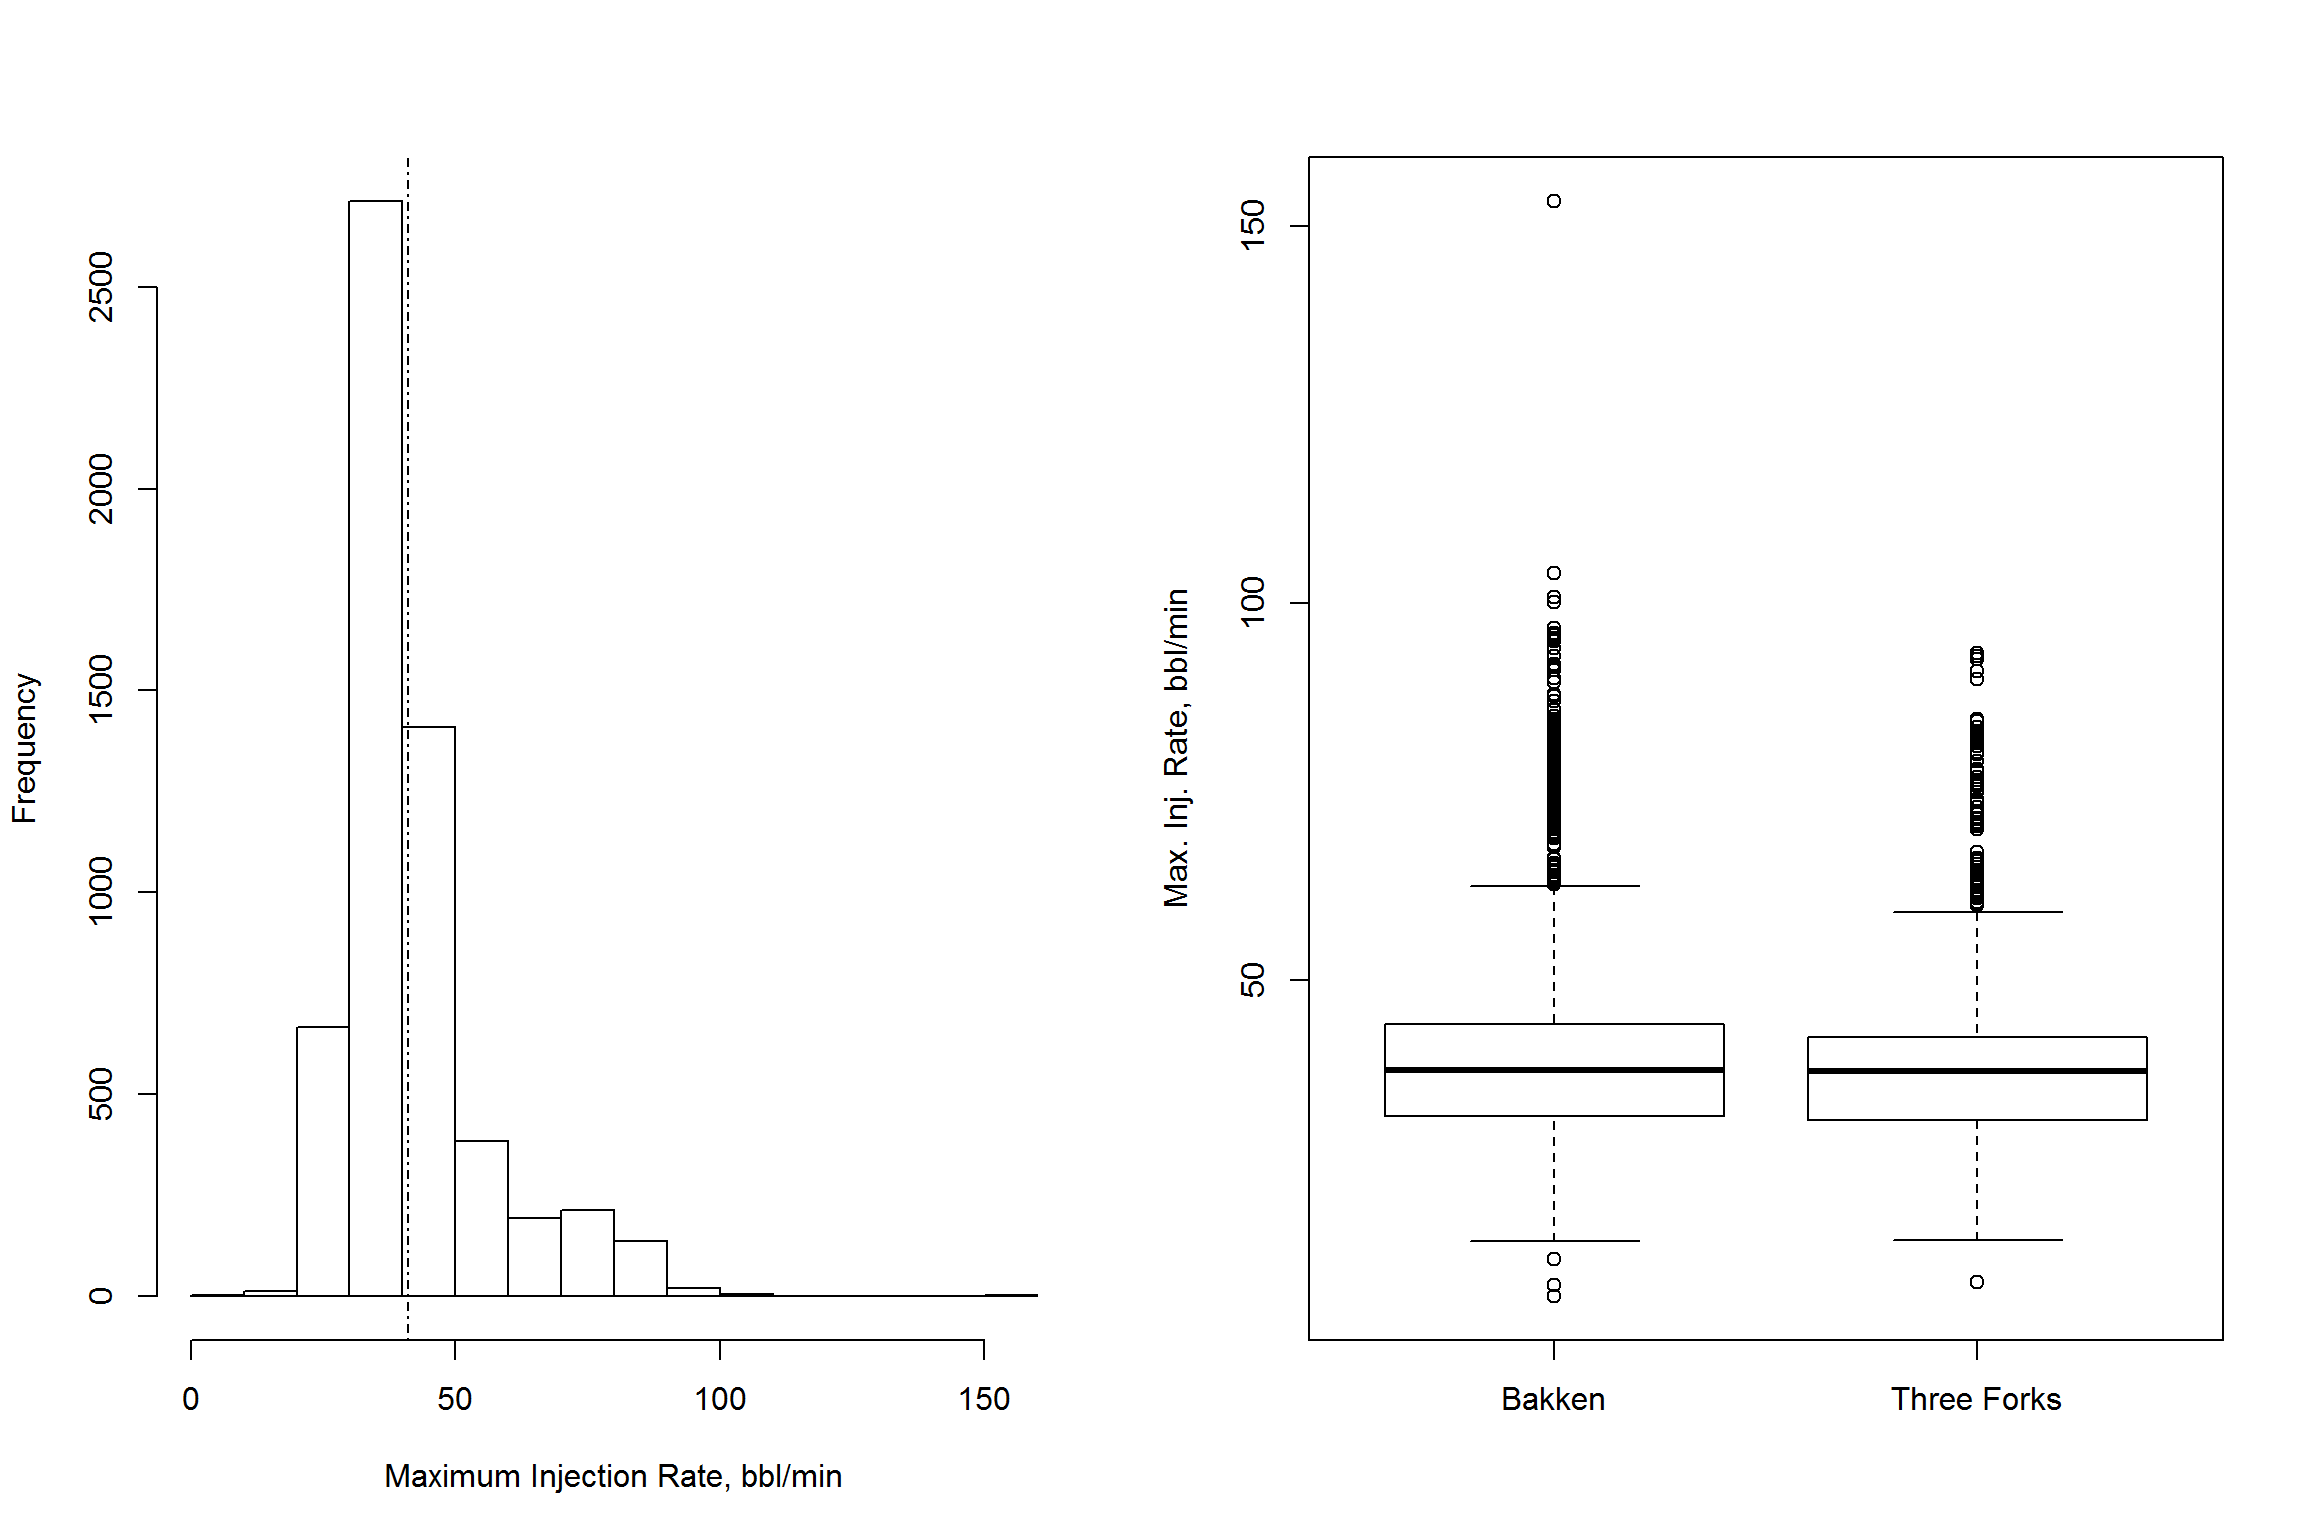 Frequency
2500
2000
1500
1000
500
0
0 50 100 150
Maximum Injection Rate, bbl/min
Max. Inj. Rate, bbl/min
150
100
50
Bakken Three Forks